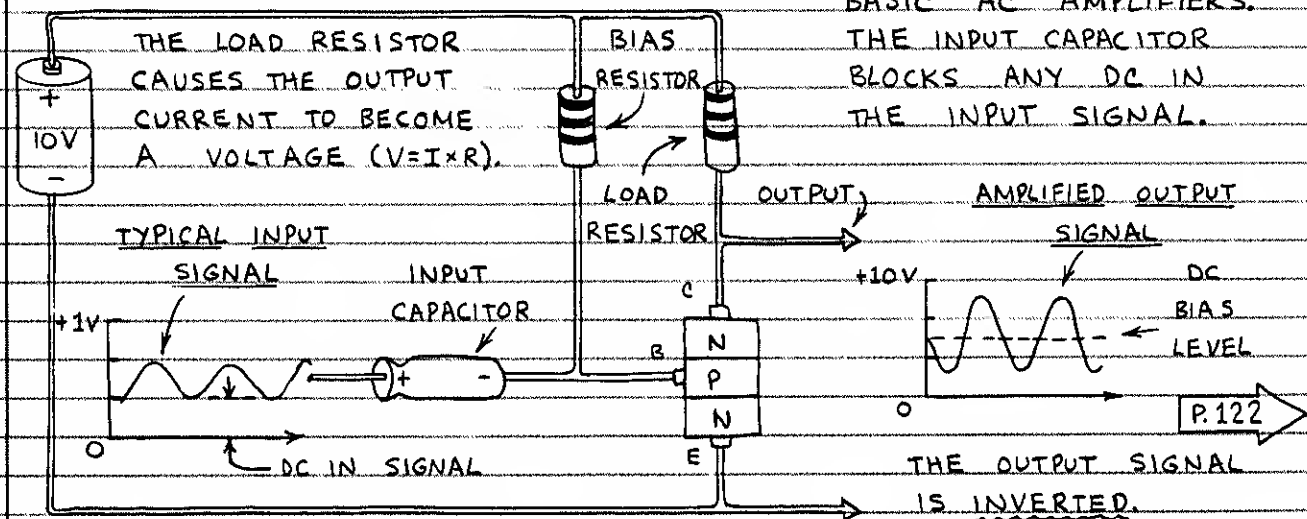 BASIC AC AMPLIFIERS.
THE INPUT CAPACITOR
BLOCKS ANY DC IN
THE INPUT SIGNAL.
THE LOAD RESISTOR
CAUSES THE OUTPUT
CURRENT TO BECOME
A VOLTAGE (V=I×R).
+
10V
-
BIAS
RESISTOR
LOAD
RESISTOR
OUTPUT
TYPICAL INPUT
SIGNAL
INPUT
CAPACITOR
+1V
O
DC IN SIGNAL
+ -
C
B
E
N
P
N
AMPLIFIED OUTPUT
SIGNAL
+10V
DC
BIAS
LEVEL
O
P.122
THE OUTPUT SIGNAL
IS INVERTED.